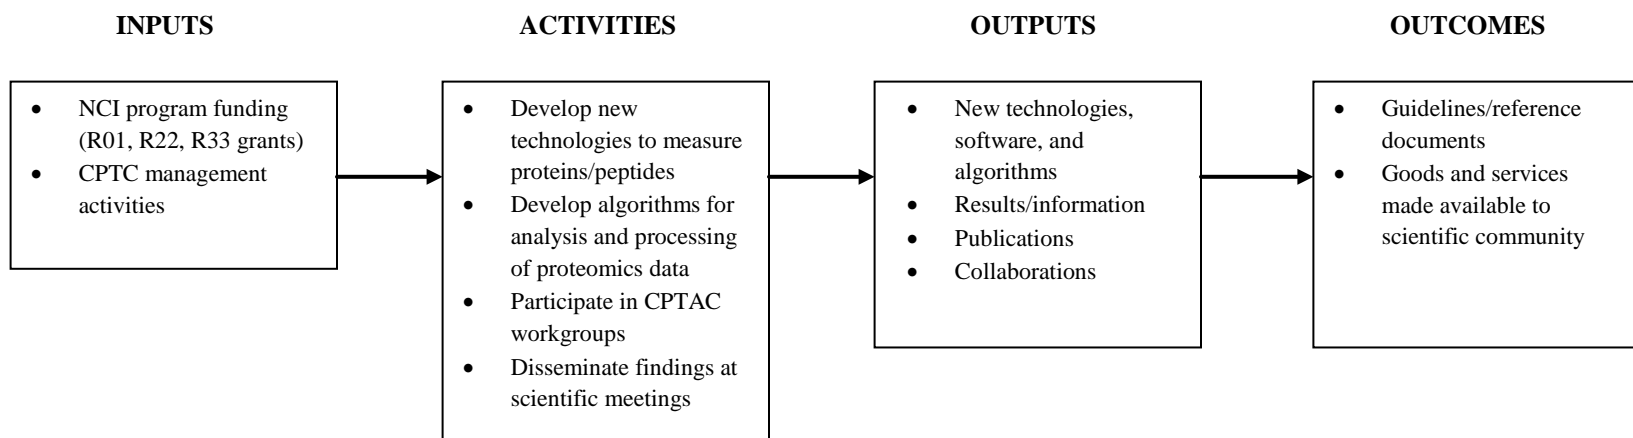 INPUTS
ACTIVITIES
OUTPUTS
OUTCOMES
• NCI program funding
(R01, R22, R33 grants)
• CPTC management
activities
• Develop new
technologies to measure
proteins/peptides
• Develop algorithms for
analysis and processing
of proteomics data
• Participate in CPTAC
workgroups
• Disseminate findings at
scientific meetings
• New technologies,
software, and
algorithms
• Results/information
• Publications
• Collaborations
• Guidelines/reference
documents
• Goods and services
made available to
scientific community